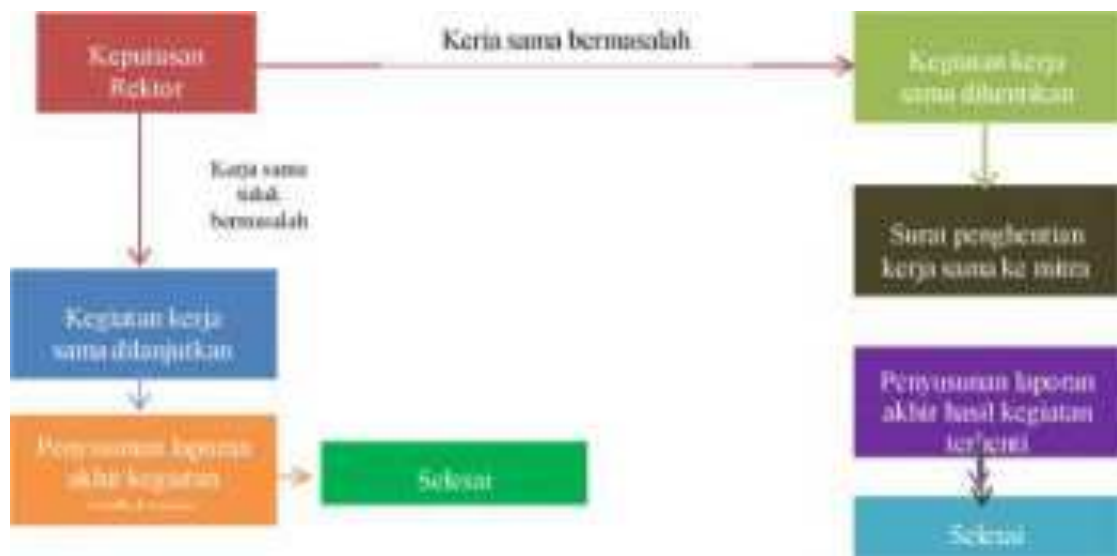 Keputusan
Rektor
Kerja sama bermasalah
Kegiatan kerja
sama dihentikan
Kerja sama
tidak
bermasalah
Surat penghentian
kerja sama ke mitra
Kegiatan kerja
sama dilanjutkan
Penyusunan laporan
akhir hasil kegiatan
terhenti
Penyusunan laporan
akhir kegiatan
Selesai
Selesai